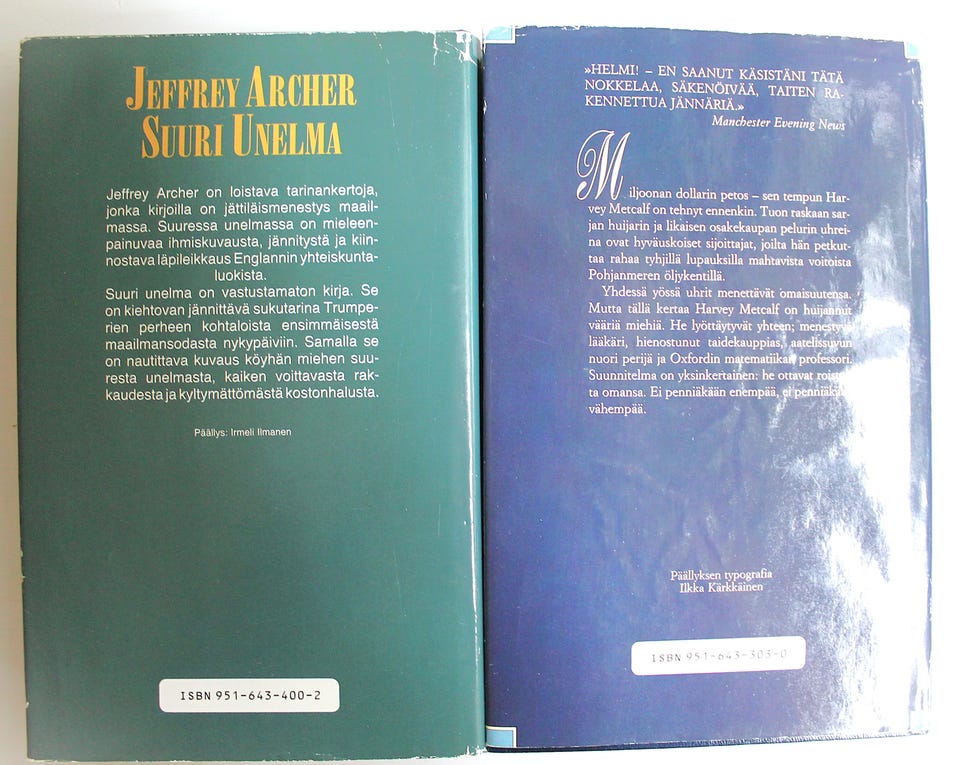 JEFFREY ARCHER
SUURI UNELMA
Jeffrey Archer on loistava tarinankertoja,
jonka kirjoilla on jättiläismenestys maail-
massa. Suuressa unelmassa on mieleen-
painuvaa ihmiskuvausta, jännitystä ja kiin-
nostava läpileikkaus Englannin yhteiskunta-
luokista.
Suuri unelma on vastustamaton kirja. Se
on kiehtovan jännittävä sukutarina Trumpe-
rien perheen kohtaloista ensimmäisestä
maailmansodasta nykypäiviin. Samalla se
on nautittava kuvaus köyhän miehen suu-
resta unelmasta, kaiken voittavasta rak-
kaudesta ja kyltymättömästä kostonhalusta.
Päällys: Irmeli Ilmanen
ISBN 951-643-400-2
»HELMI! – EN SAANUT KÄSISTÄNI TÄTÄ
NOKKELAA, SÄKENÖIVÄÄ, TAITEN RA-
KENNETTUA JÄNNÄRIÄ.»
Manchester Evening News
Miljoonan dollarin petos – sen tempun Har-
vey Metcalf on tehnyt ennenkin. Tuon raskaan sar-
jan huijarin ja likaisen osakekaupan pelurin uhrei-
na ovat hyväuskoiset sijoittajat, joilta hän petkut-
taa rahaa tyhjillä lupauksilla mahtavista voitoista
Pohjanmeren öljykentillä.
Yhdessä yössä uhrit menettävät omaisuutensa.
Mutta tällä kertaa Harvey Metcalf on huijannut
vääriä miehiä. He lyöttäytyvät yhteen; menestyvä
lääkäri, hienostunut taidekauppias, aatelissuvun
nuori perijä ja Oxfordin matematiikan professori.
Suunnitelma on yksinkertainen: he ottavat
ta omansa. Ei penniäkään enempää, ei
vähempää.
Päällyksen typografia
Ilkka Kärkkäinen
ISBN 951-643-303-0